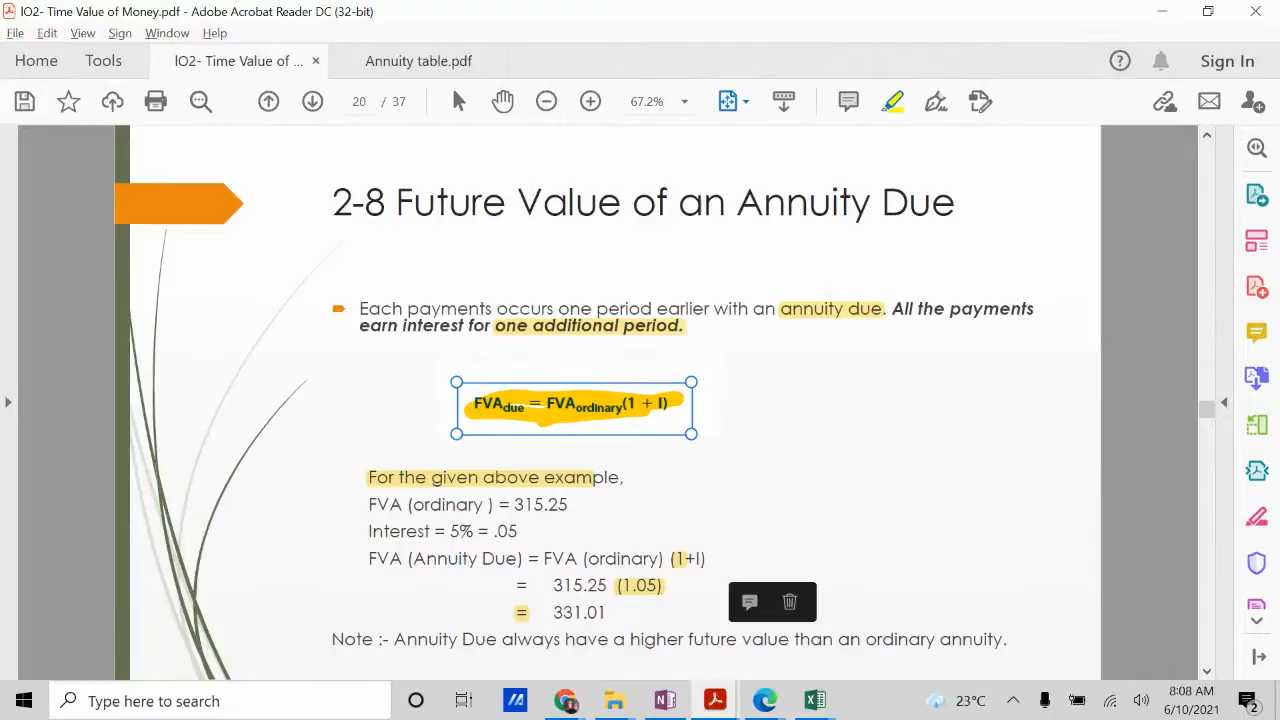 lO2- Time Value of Money.pdf - Adobe Acrobat Reader DC (32-bit)
File Edit View Sign Window Help
Home Tools lO2- Time Value of ... × Annuity table.pdf Sign In
20 / 37 67.2%
2-8 Future Value of an Annuity Due
Each payments occurs one period earlier with an annuity due. All the payments
earn interest for one additional period.
FVAdue = FVAordinary(1 + I)
For the given above example,
FVA (ordinary ) = 315.25
Interest = 5% = .05
FVA (Annuity Due) = FVA (ordinary) (1+I)
= 315.25 (1.05)
= 331.01
Note :- Annuity Due always have a higher future value than an ordinary annuity.
Type here to search
23°C
8:08 AM
6/10/2021
2